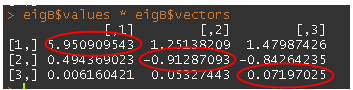 > eigB$values * eigB$vectors
[,1] [,2] [,3]
[1,] 5.950909543 1.25138209 1.47987426
[2,] 0.494369023 -0.91287093 -0.84264235
[3,] 0.006160421 0.05327443 0.07197025